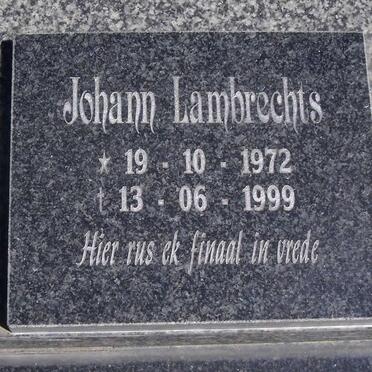 Johann Lambrechts
* 19 - 10 - 1972
† 13 - 06 - 1999
Hier rus ek finaal in vrede